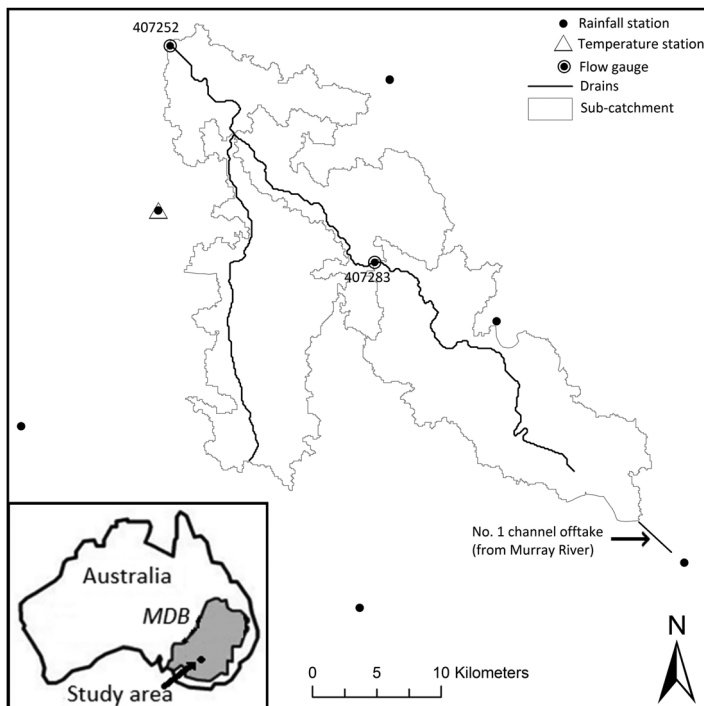 407252
Rainfall station
Temperature station
Flow gauge
Drains
Sub-catchment
407283
No. 1 channel offtake
(from Murray River)
Australia
MDB
Study area
N
0 5 10 Kilometers